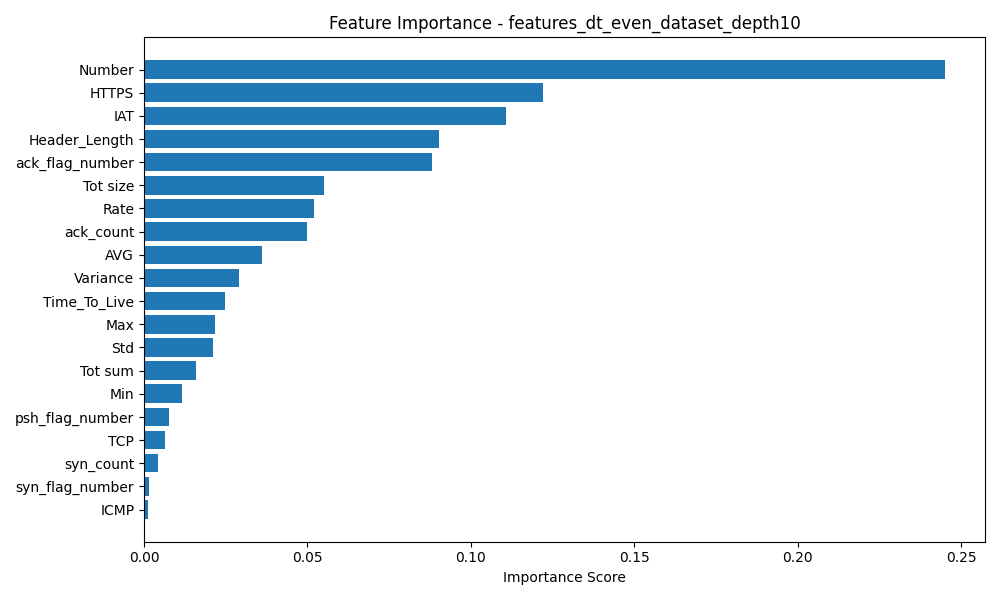 Feature Importance - features_dt_even_dataset_depth10
Number
HTTPS
IAT
Header_Length
ack_flag_number
Tot size
Rate
ack_count
AVG
Variance
Time_To_Live
Max
Std
Tot sum
Min
psh_flag_number
TCP
syn_count
syn_flag_number
ICMP
0.00 0.05 0.10 0.15 0.20 0.25
Importance Score